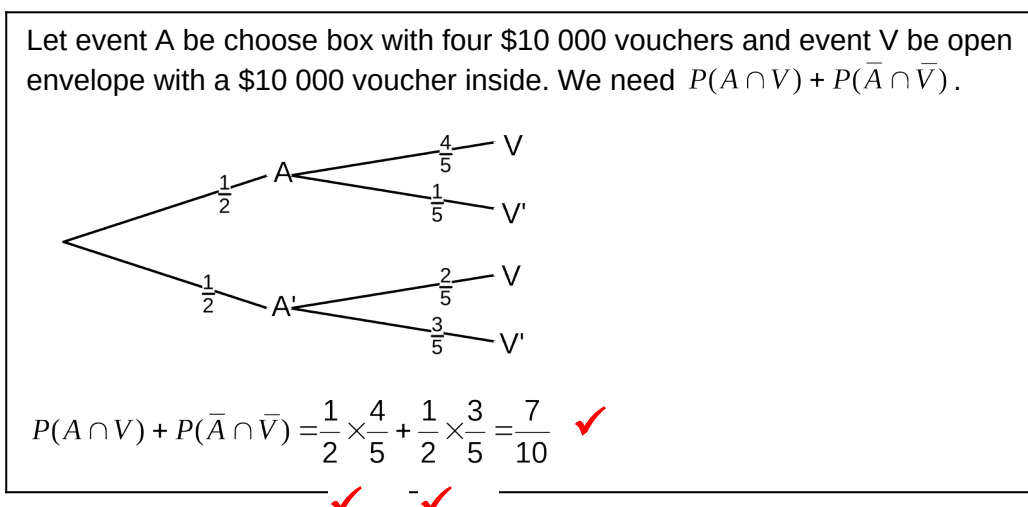 Let event A be choose box with four $10 000 vouchers and event V be open
envelope with a $10 000 voucher inside. We need P(A ∩ V) + P(A̅ ∩ V̅).
4/5 V
1/2 A
1/5 V'
1/2 A'
2/5 V
3/5 V'
P(A ∩ V) + P(A̅ ∩ V̅) = 1/2 × 4/5 + 1/2 × 3/5 = 7/10